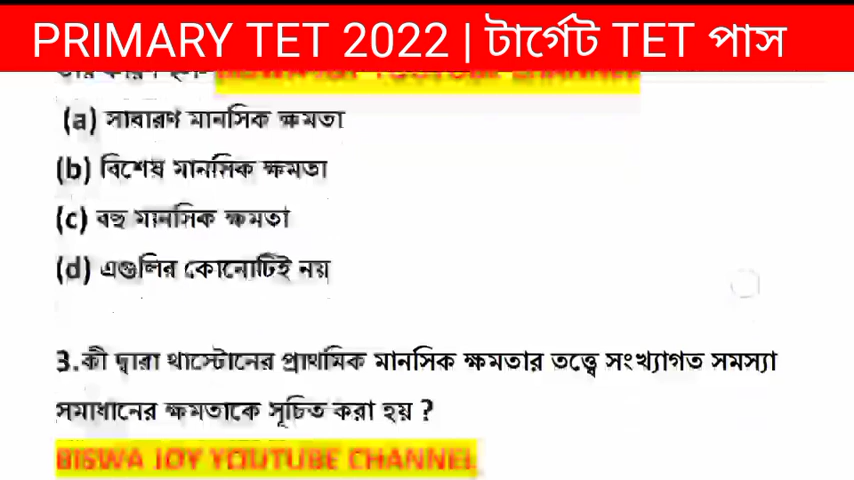 PRIMARY TET 2022 | টার্গেট TET পাস
(a) সাধারণ মানসিক ক্ষমতা
(b) বিশেষ মানসিক ক্ষমতা
(c) বহু মানসিক ক্ষমতা
(d) এগুলির কোনোটিই নয়
3.কী দ্বারা থার্স্টোনের প্রাথমিক মানসিক ক্ষমতার তত্ত্বে সংখ্যাগত সমস্যা
সমাধানের ক্ষমতাকে সূচিত করা হয় ?
BISWA JOY YOUTUBE CHANNEL